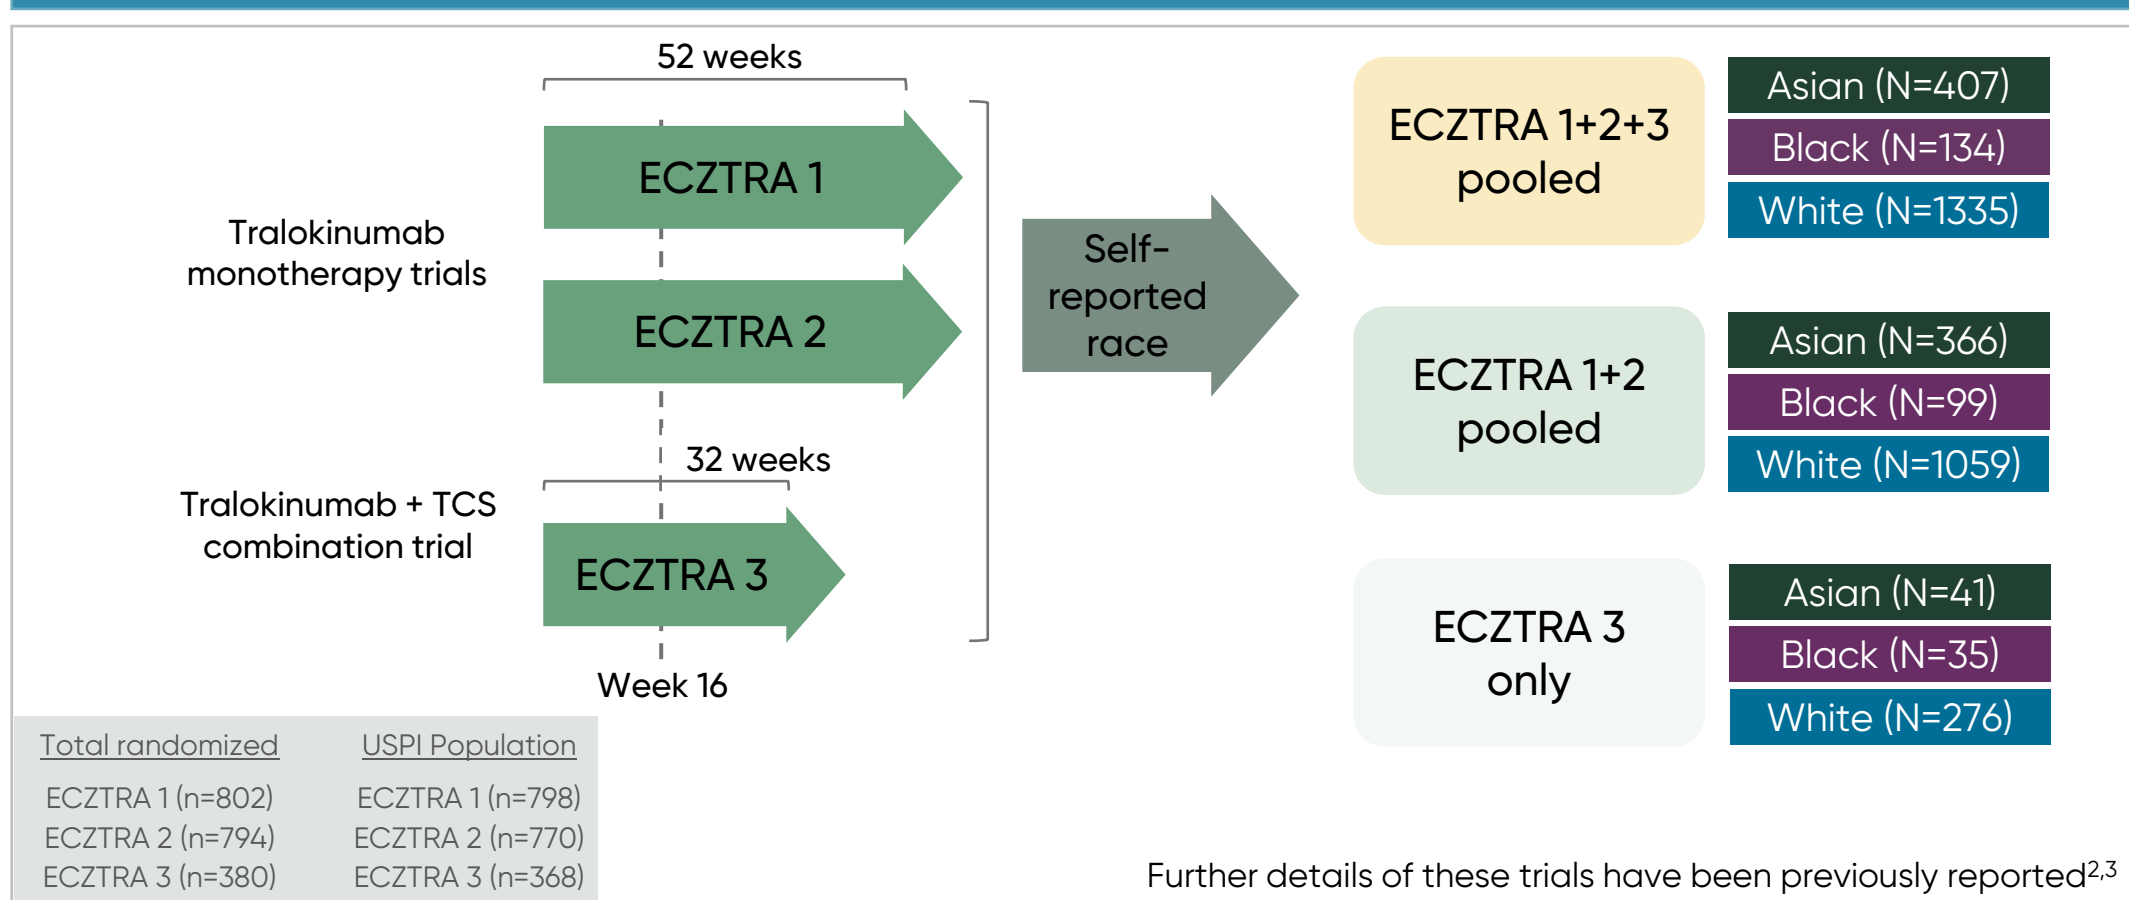 52 weeks
ECZTRA 1
Tralokinumab
monotherapy trials
ECZTRA 2
32 weeks
Tralokinumab + TCS
combination trial
ECZTRA 3
Week 16
Self-
reported
race
ECZTRA 1+2+3
pooled
Asian (N=407)
Black (N=134)
White (N=1335)
ECZTRA 1+2
pooled
Asian (N=366)
Black (N=99)
White (N=1059)
ECZTRA 3
only
Asian (N=41)
Black (N=35)
White (N=276)
Total randomized
ECZTRA 1 (n=802)
ECZTRA 2 (n=794)
ECZTRA 3 (n=380)
USPI Population
ECZTRA 1 (n=798)
ECZTRA 2 (n=770)
ECZTRA 3 (n=368)
Further details of these trials have been previously reported2,3